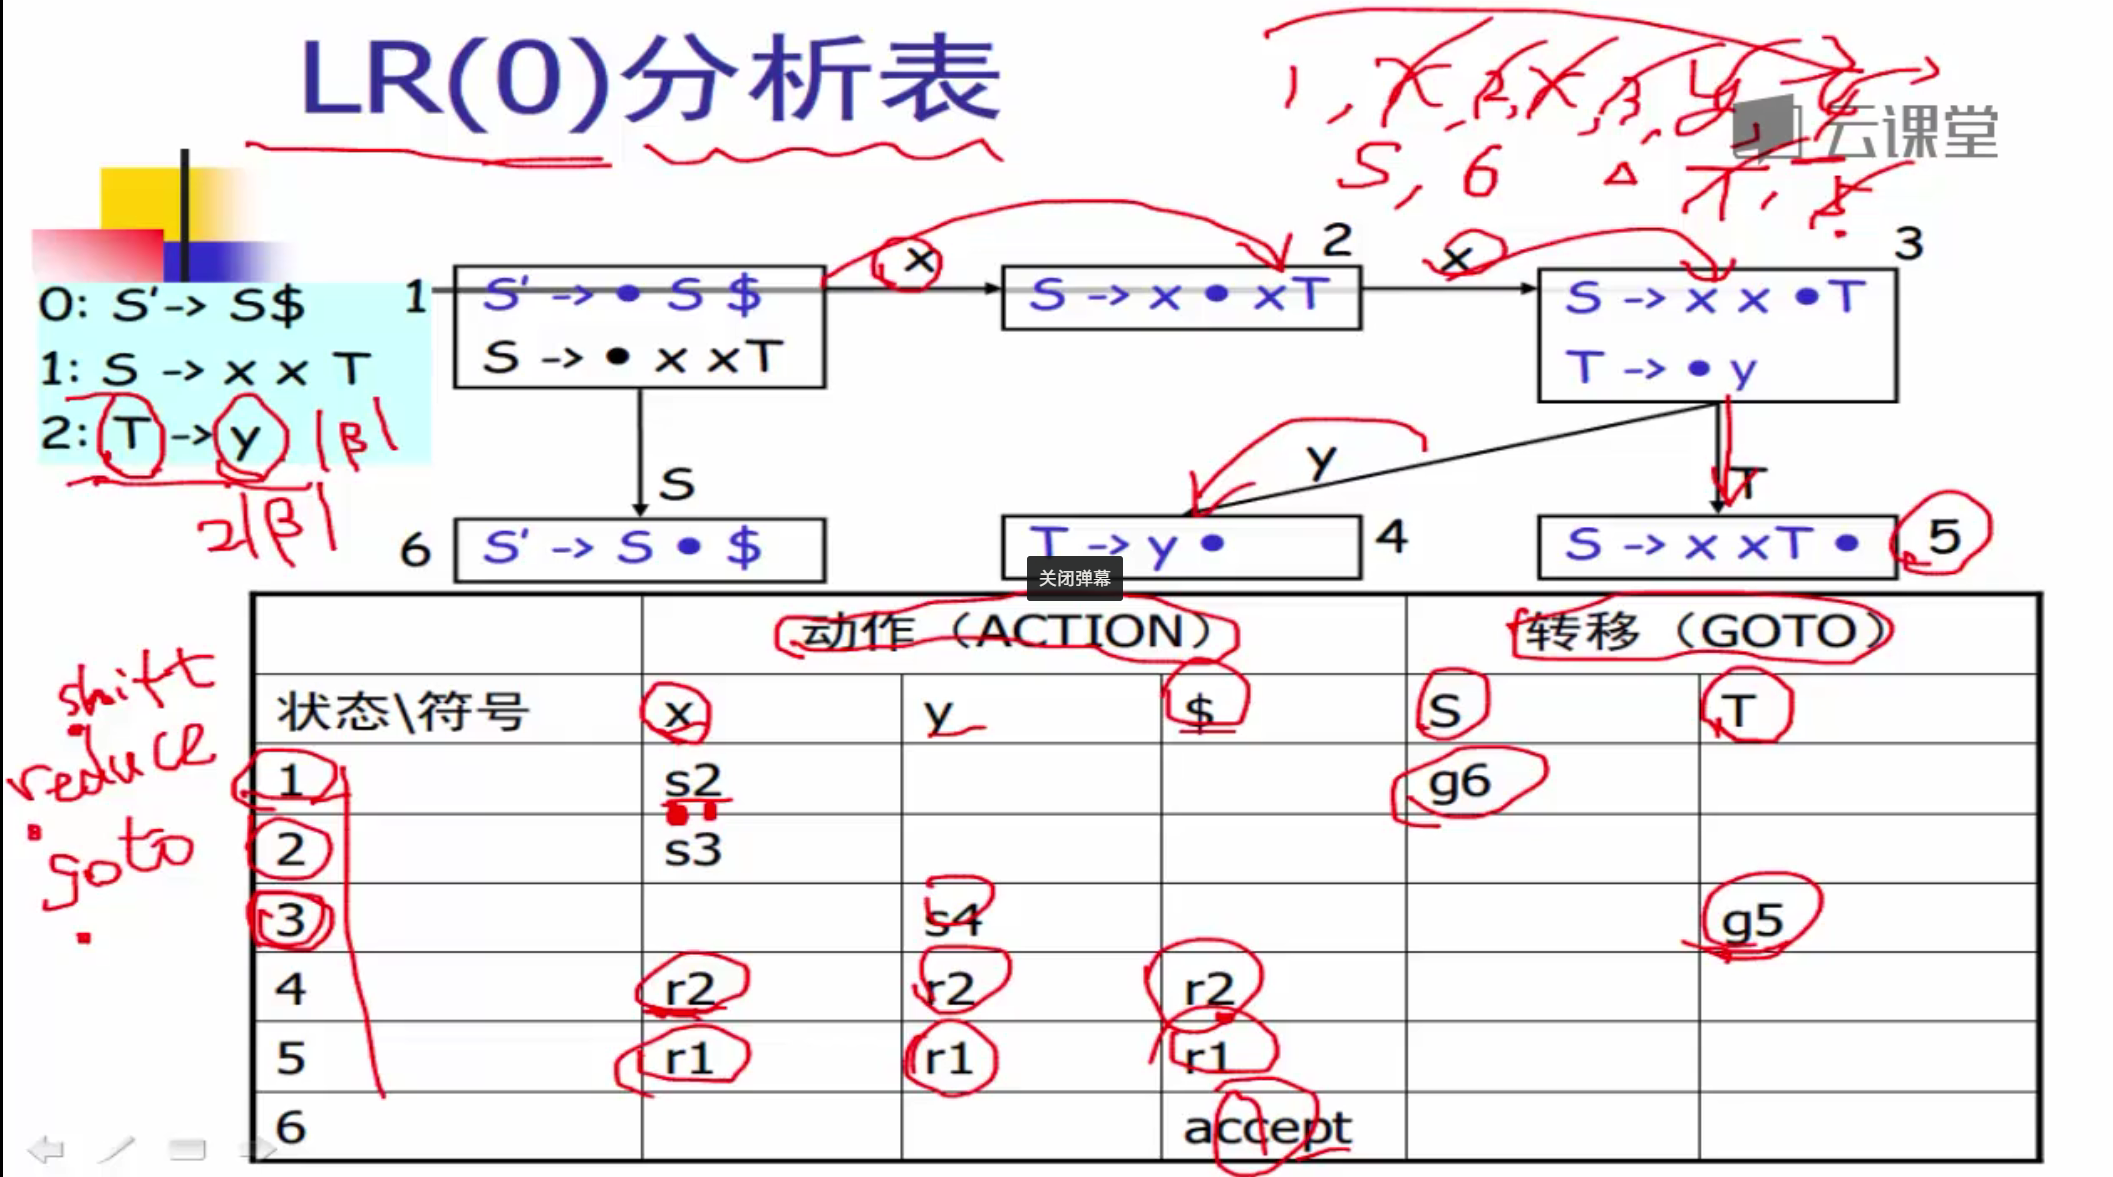 LR(0)分析表
1, x, 2, x, 3, y, 4
云课堂
5, 6
T,
0: S' -> S$
1: S -> x x T
2: T -> y |β|
2|β|
1
S' -> • S $
S -> • x xT
x
2
S -> x • xT
x
3
S -> x x • T
T -> • y
S
y
T
6
S' -> S • $
T -> y •
4
S -> x xT •
5
关闭弹幕
shift
reduce
goto
动作（ACTION） 转移（GOTO）
状态\符号 x y $ S T
1 s2 g6
2 s3
3 s4 g5
4 r2 r2 r2
5 r1 r1 r1
6 accept